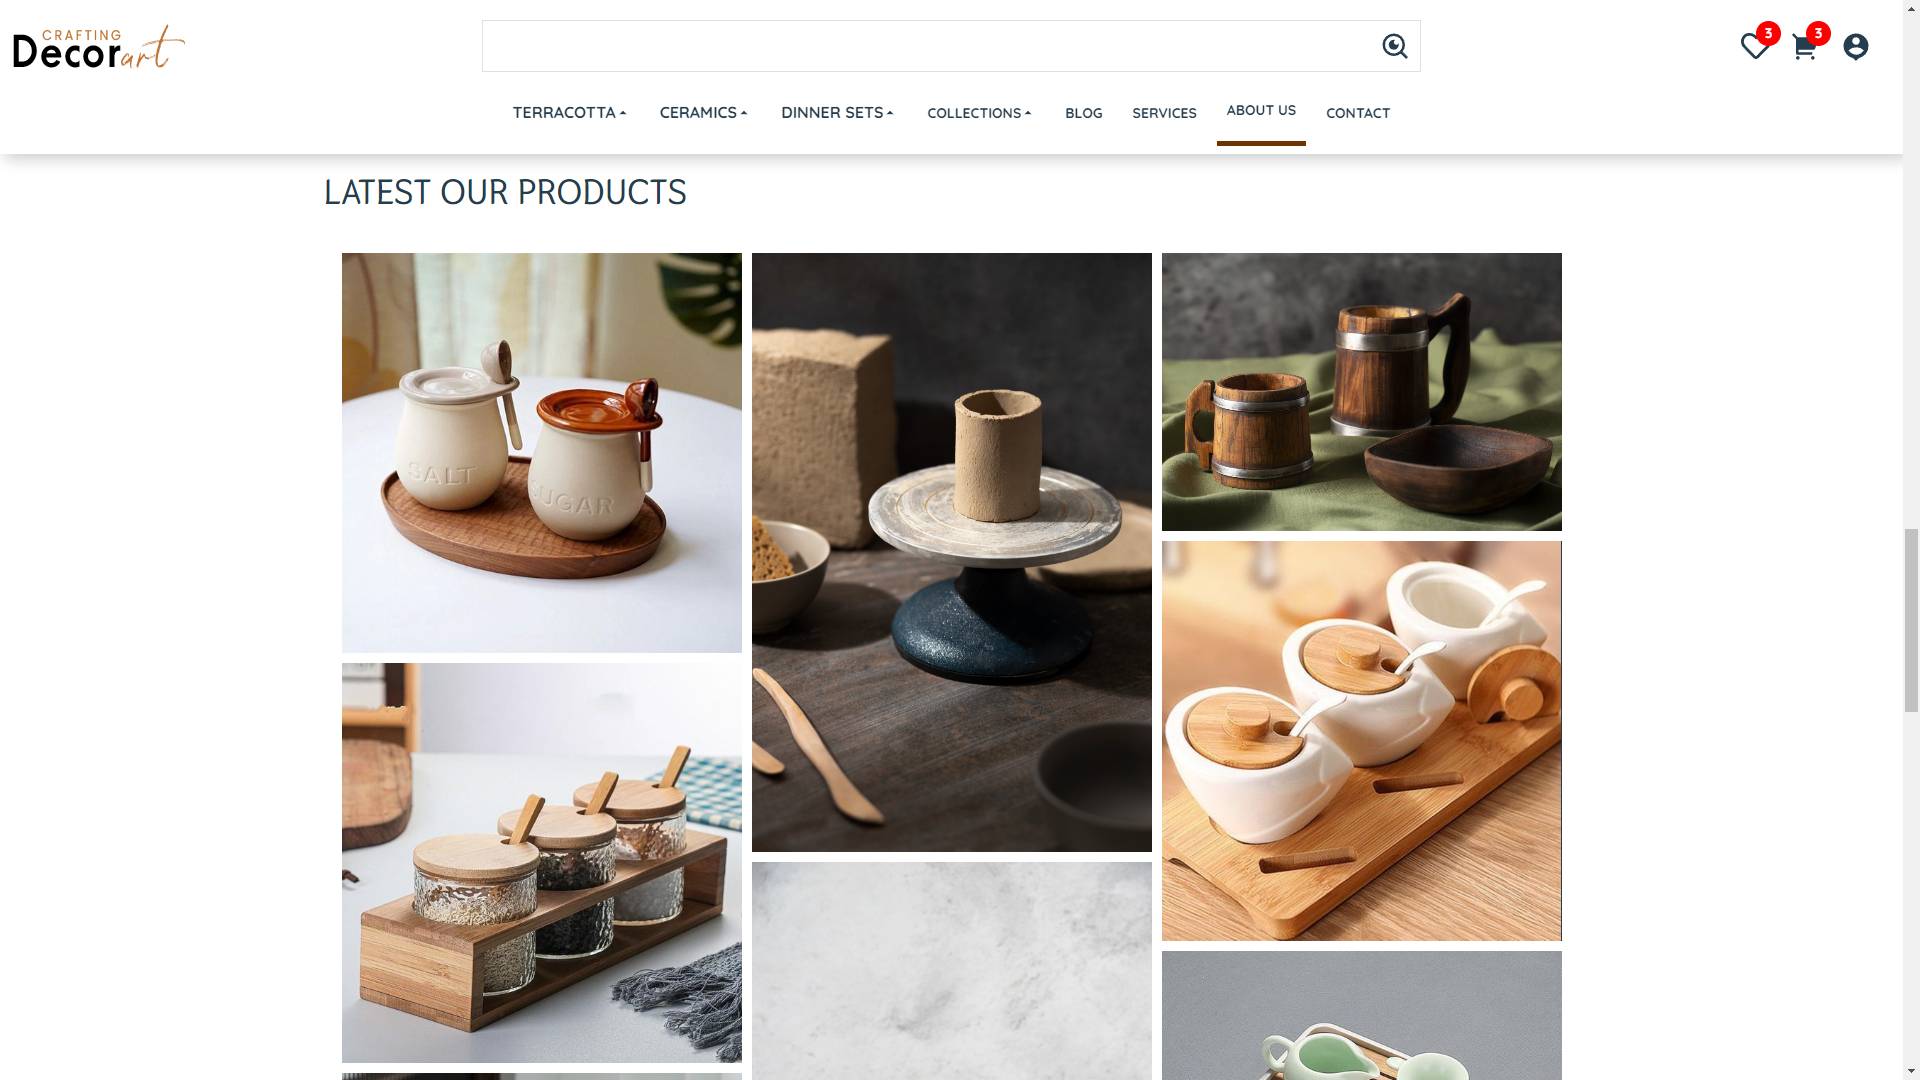 CRAFTING
Decorart
3
3
TERRACOTTA
CERAMICS
DINNER SETS
COLLECTIONS
BLOG
SERVICES
ABOUT US
CONTACT
LATEST OUR PRODUCTS
SALT
SUGAR